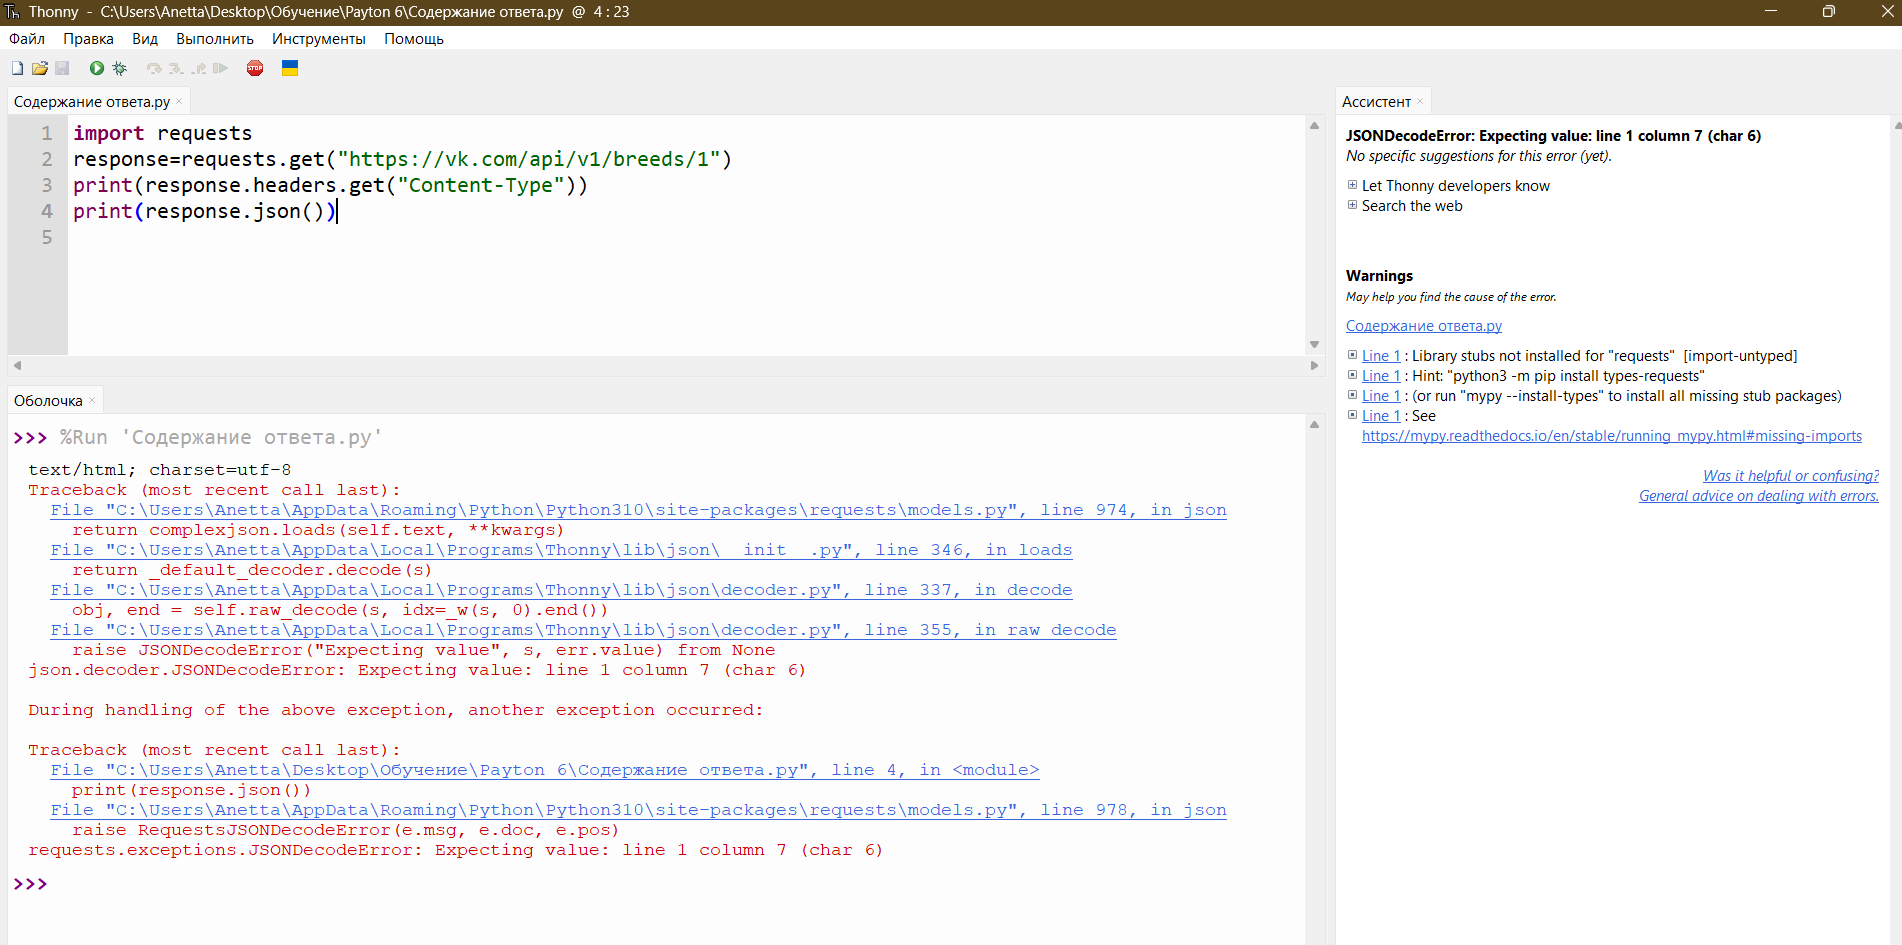 Thonny - C:\Users\Anetta\Desktop\Обучение\Payton 6\Содержание ответа.py @ 4 : 23
Файл Правка Вид Выполнить Инструменты Помощь
STOP
Содержание ответа.py
1 import requests
2 response=requests.get("https://vk.com/api/v1/breeds/1")
3 print(response.headers.get("Content-Type"))
4 print(response.json())
5
Оболочка
>>> %Run 'Содержание ответа.py'
text/html; charset=utf-8
Traceback (most recent call last):
File "C:\Users\Anetta\AppData\Roaming\Python\Python310\site-packages\requests\models.py", line 974, in json
return complexjson.loads(self.text, **kwargs)
File "C:\Users\Anetta\AppData\Local\Programs\Thonny\lib\json\__init__.py", line 346, in loads
return _default_decoder.decode(s)
File "C:\Users\Anetta\AppData\Local\Programs\Thonny\lib\json\decoder.py", line 337, in decode
obj, end = self.raw_decode(s, idx=_w(s, 0).end())
File "C:\Users\Anetta\AppData\Local\Programs\Thonny\lib\json\decoder.py", line 355, in raw_decode
raise JSONDecodeError("Expecting value", s, err.value) from None
json.decoder.JSONDecodeError: Expecting value: line 1 column 7 (char 6)
During handling of the above exception, another exception occurred:
Traceback (most recent call last):
File "C:\Users\Anetta\Desktop\Обучение\Payton 6\Содержание ответа.py", line 4, in <module>
print(response.json())
File "C:\Users\Anetta\AppData\Roaming\Python\Python310\site-packages\requests\models.py", line 978, in json
raise RequestsJSONDecodeError(e.msg, e.doc, e.pos)
requests.exceptions.JSONDecodeError: Expecting value: line 1 column 7 (char 6)
>>>
Ассистент
JSONDecodeError: Expecting value: line 1 column 7 (char 6)
No specific suggestions for this error (yet).
Let Thonny developers know
Search the web
Warnings
May help you find the cause of the error.
Содержание ответа.py
Line 1 : Library stubs not installed for "requests" [import-untyped]
Line 1 : Hint: "python3 -m pip install types-requests"
Line 1 : (or run "mypy --install-types" to install all missing stub packages)
Line 1 : See
https://mypy.readthedocs.io/en/stable/running_mypy.html#missing-imports
Was it helpful or confusing?
General advice on dealing with errors.